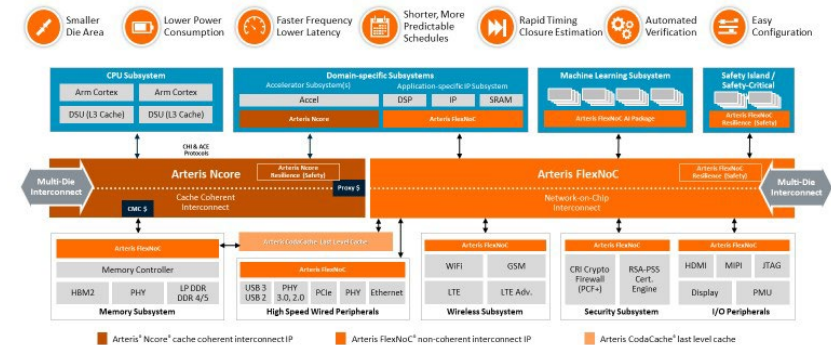 Smaller
Die Area
Lower Power
Consumption
Faster Frequency
Lower Latency
Shorter, More
Predictable
Schedules
Rapid Timing
Closure Estimation
Automated
Verification
Easy
Configuration
CPU Subsystem
Arm Cortex
Arm Cortex
DSU (L3 Cache)
DSU (L3 Cache)
Domain-specific Subsystems
Accelerator Subsystem(s)
Application-specific IP Subsystem
Accel
DSP
IP
SRAM
Arteris Ncore
Arteris FlexNoC
Machine Learning Subsystem
Arteris FlexNoC AI Package
Safety Island /
Safety-Critical
Arteris FlexNoC
Resilience (Safety)
CHI & ACE
Protocols
Multi-Die
Interconnect
Arteris Ncore
Arteris Ncore
Resilience (Safety)
Proxy $
Cache Coherent
Interconnect
CMC $
Arteris FlexNoC
Arteris FlexNoC
Resilience (Safety)
Network-on-Chip
Interconnect
Multi-Die
Interconnect
Arteris CodaCache Last Level Cache
Arteris FlexNoC
Memory Controller
HBM2
PHY
LP DDR
DDR 4/5
Memory Subsystem
Arteris FlexNoC
USB 3
USB 2
PHY
3.0, 2.0
PCIe
PHY
Ethernet
High Speed Wired Peripherals
Arteris FlexNoC
WiFi
GSM
LTE
LTE Adv.
Wireless Subsystem
Arteris FlexNoC
CRI Crypto
Firewall
(PCF+)
RSA-PSS
Cert.
Engine
Security Subsystem
Arteris FlexNoC
HDMI
MIPI
JTAG
Display
PMU
I/O Peripherals
Arteris® Ncore® cache coherent interconnect IP
Arteris FlexNoC® non-coherent interconnect IP
Arteris CodaCache® last level cache